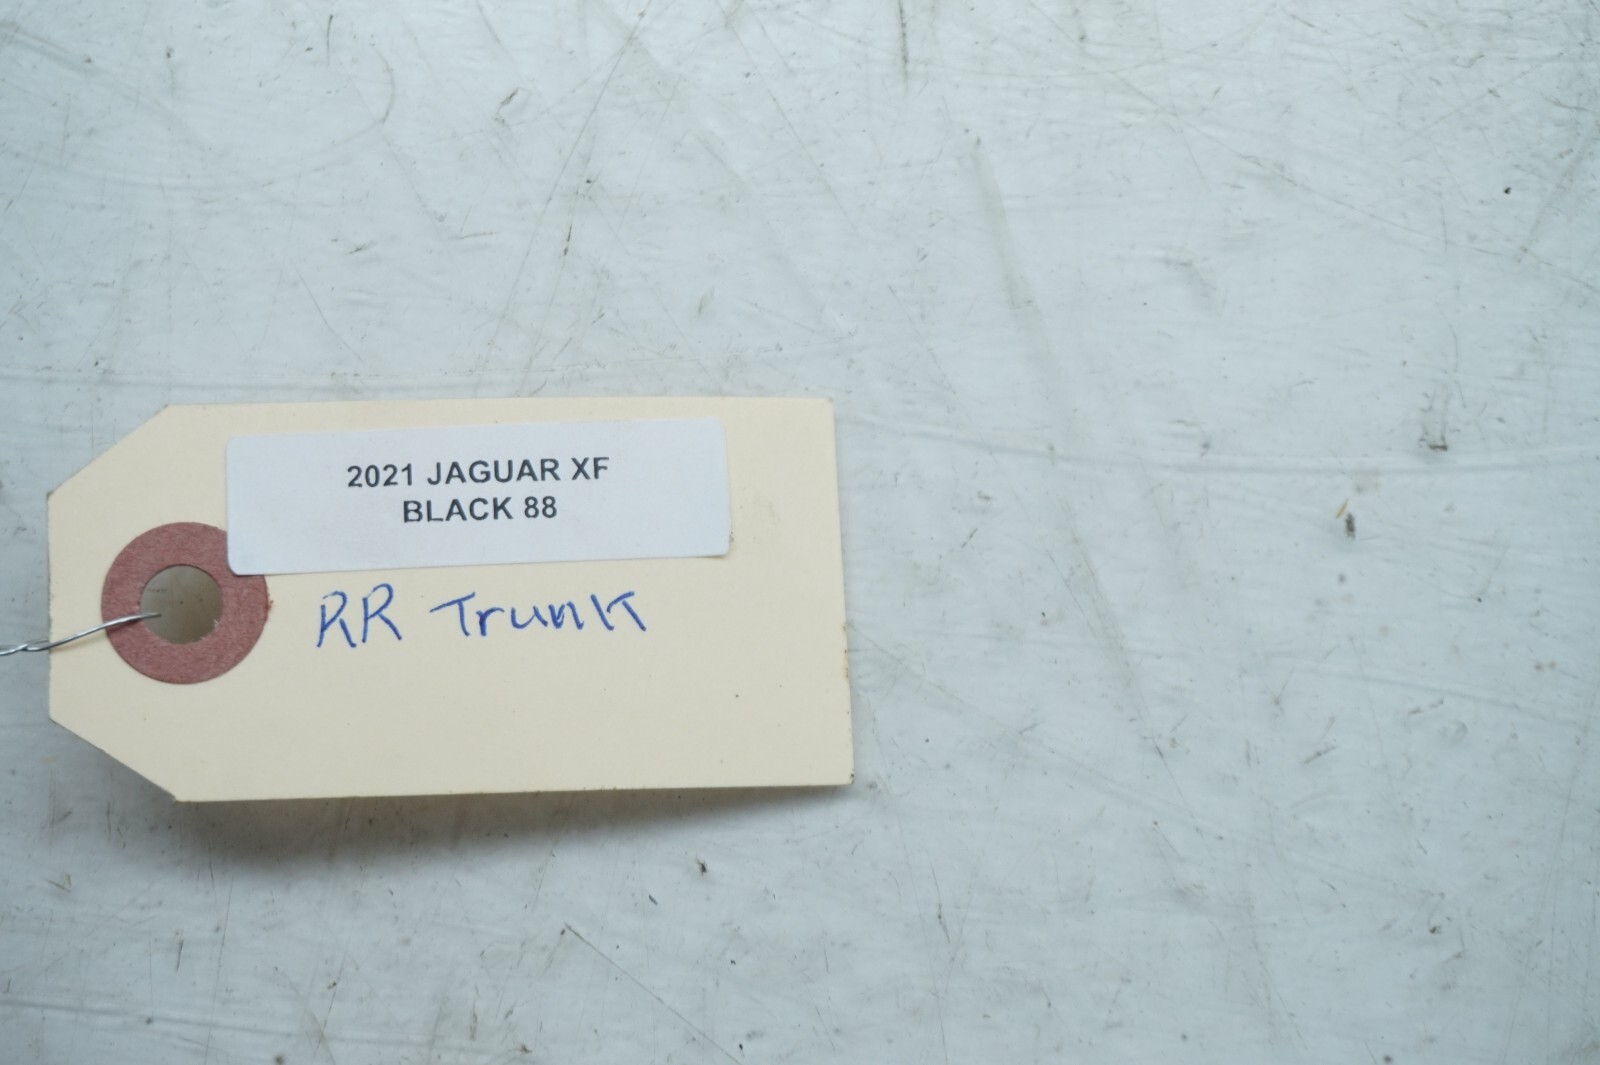 2021 JAGUAR XF
BLACK 88
RR Trunk